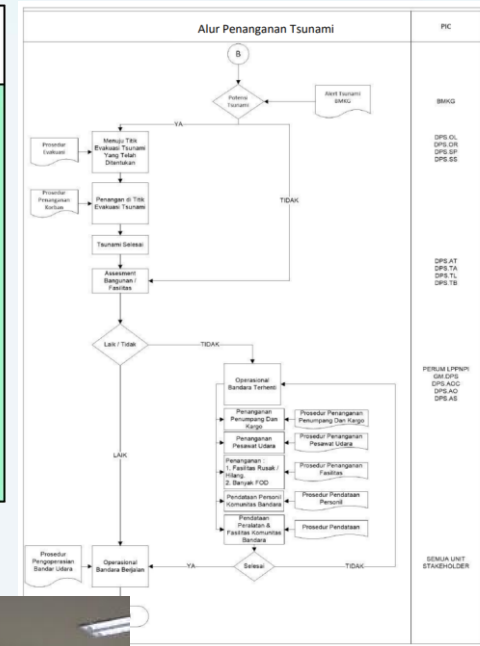 Alur Penanganan Tsunami
PIC
B
Potensi
Tsunami
Alert Tsunami
BMKG
BMKG
YA
TIDAK
Prosedur
Evakuasi
Menuju Titik
Evakuasi Tsunami
Yang Telah
Ditentukan
DPS.OL
DPS.OR
DPS.SP
DPS.SS
Prosedur
Penanganan
Korban
Penangan di Titik
Evakuasi Tsunami
Tsunami Selesai
Assesment
Bangunan /
Fasilitas
DPS.AT
DPS.TA
DPS.TL
DPS.TB
Laik / Tidak
TIDAK
LAIK
Operasional
Bandara Terhenti
PERUM LPPNPI
GM.DPS
DPS.AOC
DPS.AO
DPS.AS
Penanganan
Penumpang Dan
Kargo
Prosedur Penanganan
Penumpang Dan Kargo
Penanganan
Pesawat Udara
Prosedur Penanganan
Pesawat Udara
Penanganan :
1. Fasilitas Rusak /
Hilang.
2. Banyak FOD
Prosedur Penanganan
Fasilitas
Pendataan Personil
Komunitas Bandara
Prosedur Pendataan
Personil
Pendataan
Peralatan &
Fasilitas Komunitas
Bandara
Prosedur Pendataan
Prosedur
Pengoperasian
Bandar Udara
Operasional
Bandara Berjalan
YA
Selesai
TIDAK
SEMUA UNIT
STAKEHOLDER